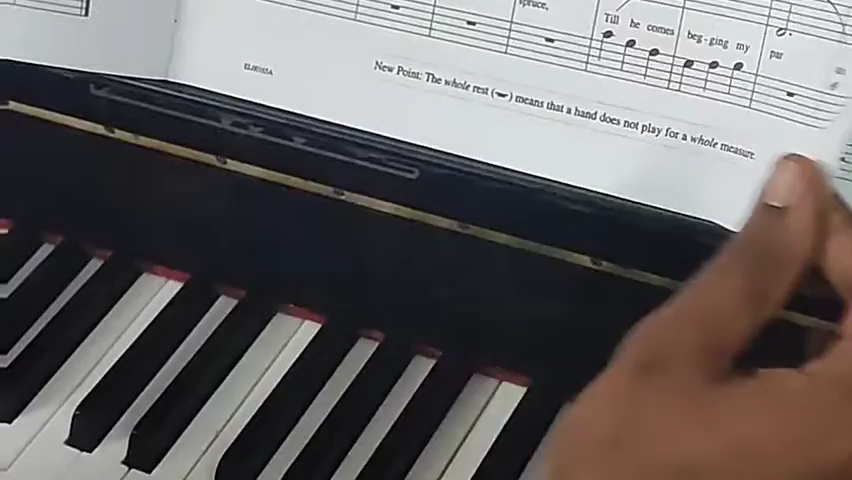 spruce,
Till he comes beg-ging my par
EL00163A
New Point: The whole rest ( ) means that a hand does not play for a whole measure.